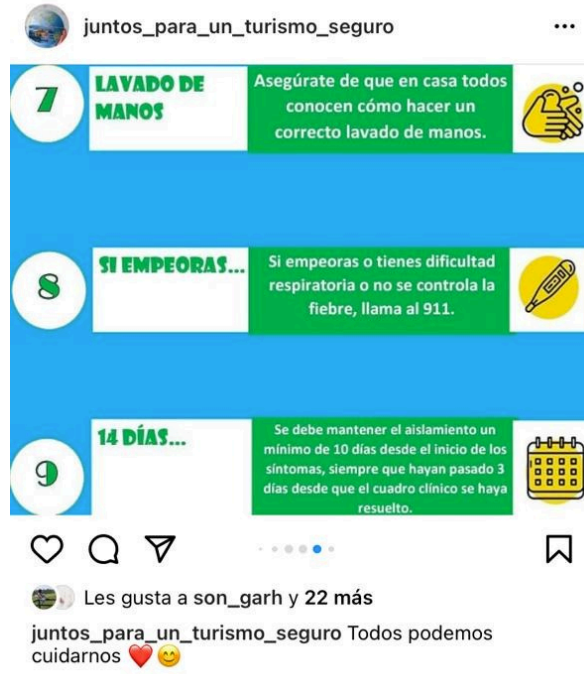 juntos_para_un_turismo_seguro
7
LAVADO DE
MANOS
Asegúrate de que en casa todos
conocen cómo hacer un
correcto lavado de manos.
8
SI EMPEORAS...
Si empeoras o tienes dificultad
respiratoria o no se controla la
fiebre, llama al 911.
9
14 DÍAS...
Se debe mantener el aislamiento un
mínimo de 10 días desde el inicio de los
síntomas, siempre que hayan pasado 3
días desde que el cuadro clínico se haya
resuelto.
Les gusta a son_garh y 22 más
juntos_para_un_turismo_seguro Todos podemos
cuidarnos ❤️😊